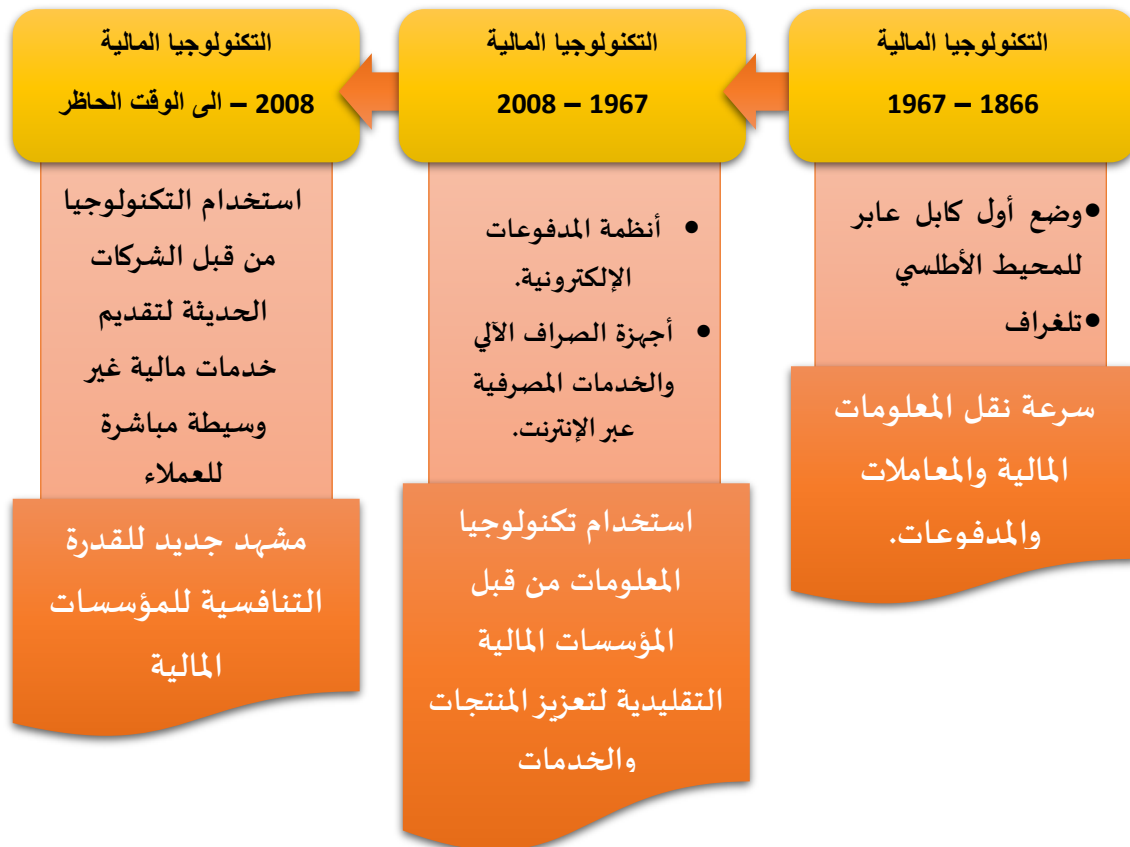 التكنولوجيا المالية
1866 – 1967
●وضع أول كابل عابر
للمحيط الأطلسي
●تلغراف
سرعة نقل المعلومات
المالية والمعاملات
والمدفوعات.
التكنولوجيا المالية
1967 – 2008
● أنظمة المدفوعات
الإلكترونية.
● أجهزة الصراف الآلي
والخدمات المصرفية
عبر الإنترنت.
استخدام تكنولوجيا
المعلومات من قبل
المؤسسات المالية
التقليدية لتعزيز المنتجات
والخدمات
التكنولوجيا المالية
2008 – الى الوقت الحاظر
استخدام التكنولوجيا
من قبل الشركات
الحديثة لتقديم
خدمات مالية غير
وسيطة مباشرة
للعملاء
مشهد جديد للقدرة
التنافسية للمؤسسات
المالية